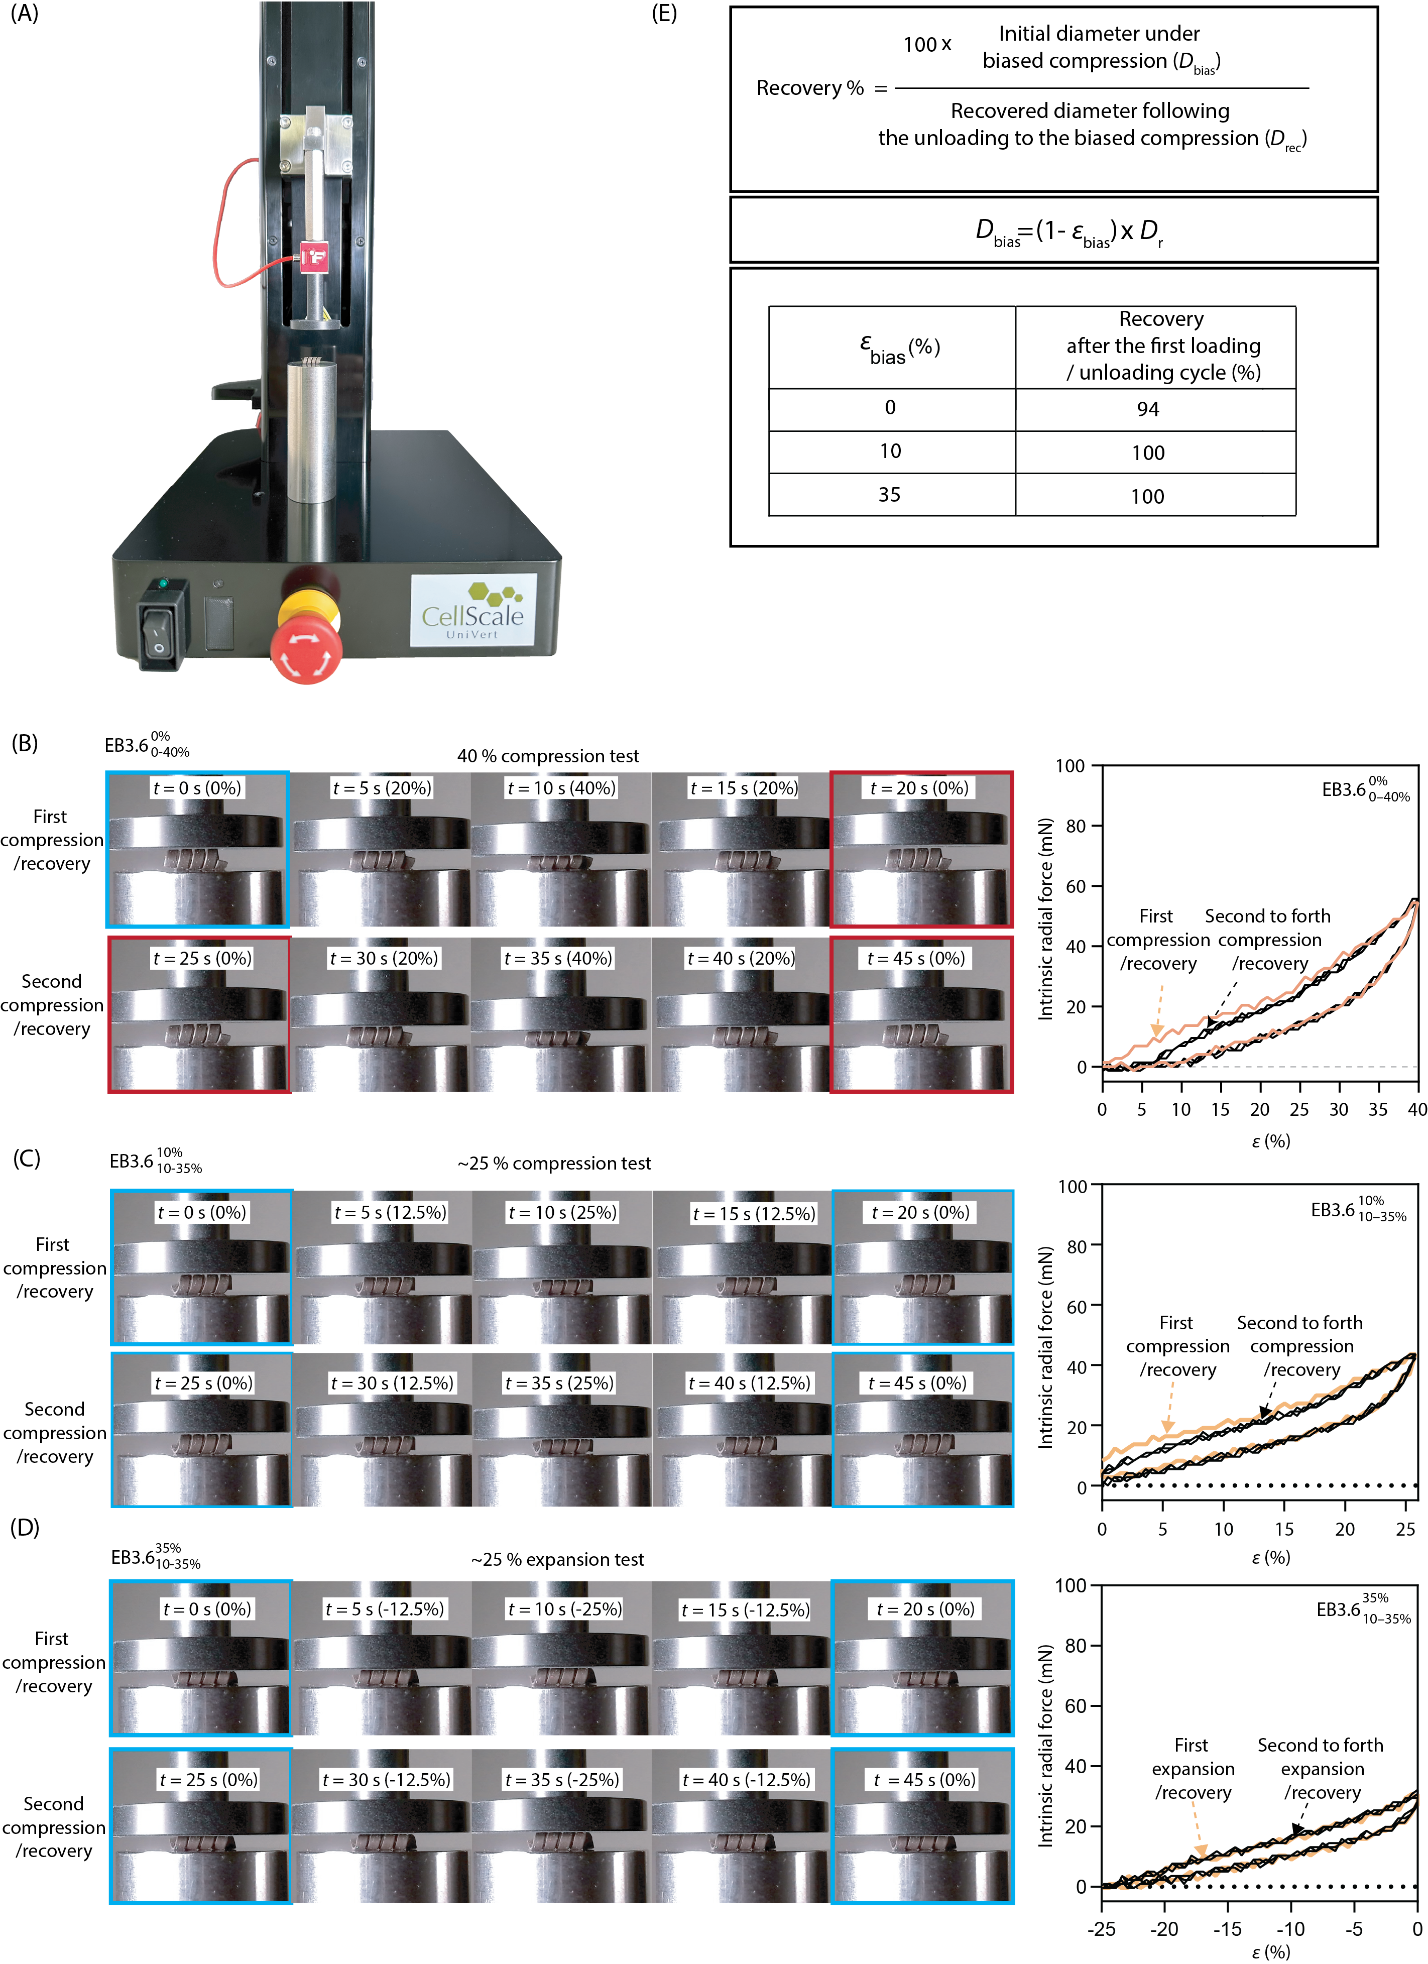 (A)
CellScale
UniVert
(E)
Recovery % = 100 x Initial diameter under
biased compression (Dbias)
Recovered diameter following
the unloading to the biased compression (Drec)
Dbias=(1- εbias) x Dr
εbias (%)
Recovery
after the first loading
/ unloading cycle (%)
0 94
10 100
35 100
(B)
EB3.6 0% 0-40%
40 % compression test
First
compression
/recovery
t = 0 s (0%) t = 5 s (20%) t = 10 s (40%) t = 15 s (20%) t = 20 s (0%)
Second
compression
/recovery
t = 25 s (0%) t = 30 s (20%) t = 35 s (40%) t = 40 s (20%) t = 45 s (0%)
Intrinsic radial force (mN)
100
80
60
40
20
0
EB3.6 0% 0–40%
First
compression
/recovery
Second to forth
compression
/recovery
0 5 10 15 20 25 30 35 40
ε (%)
(C)
EB3.6 10% 10-35%
~25 % compression test
First
compression
/recovery
t = 0 s (0%) t = 5 s (12.5%) t = 10 s (25%) t = 15 s (12.5%) t = 20 s (0%)
Second
compression
/recovery
t = 25 s (0%) t = 30 s (12.5%) t = 35 s (25%) t = 40 s (12.5%) t = 45 s (0%)
Intrinsic radial force (mN)
100
80
60
40
20
0
EB3.6 10% 10–35%
First
compression
/recovery
Second to forth
compression
/recovery
0 5 10 15 20 25
ε (%)
(D)
EB3.6 35% 10-35%
~25 % expansion test
First
compression
/recovery
t = 0 s (0%) t = 5 s (-12.5%) t = 10 s (-25%) t = 15 s (-12.5%) t = 20 s (0%)
Second
compression
/recovery
t = 25 s (0%) t = 30 s (-12.5%) t = 35 s (-25%) t = 40 s (-12.5%) t = 45 s (0%)
Intrinsic radial force (mN)
100
80
60
40
20
0
EB3.6 35% 10–35%
First
expansion
/recovery
Second to forth
expansion
/recovery
-25 -20 -15 -10 -5 0
ε (%)